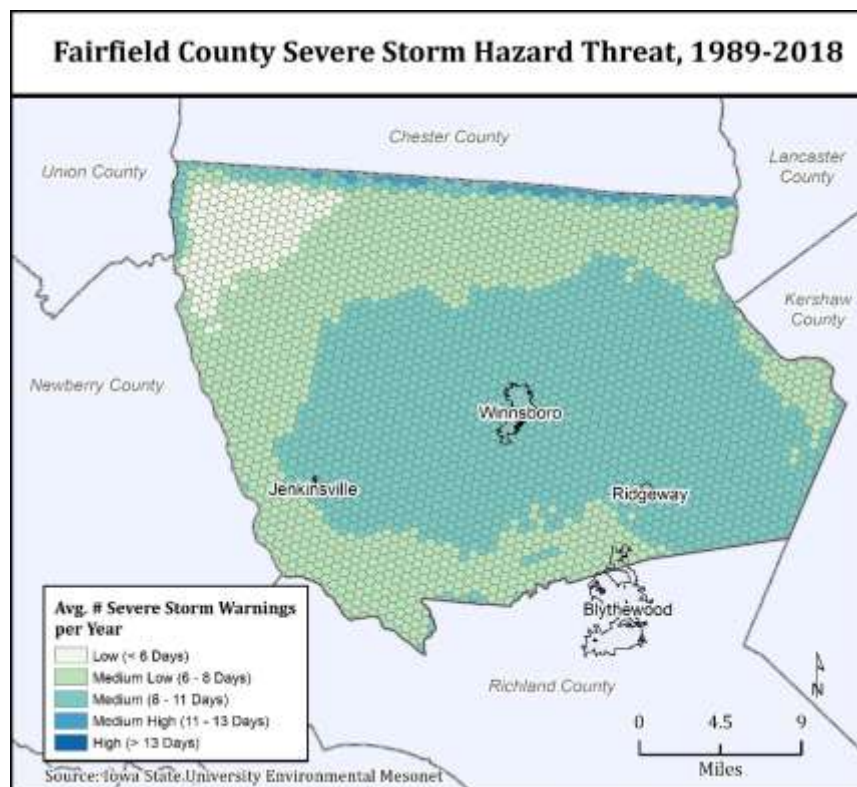 Fairfield County Severe Storm Hazard Threat, 1989-2018
Chester County
Union County
Lancaster
County
Kershaw
County
Newberry County
Winnsboro
Jenkinsville
Ridgeway
Blythewood
Richland County
Avg. # Severe Storm Warnings
per Year
Low (< 6 Days)
Medium Low (6 - 8 Days)
Medium (8 - 11 Days)
Medium High (11 - 13 Days)
High (> 13 Days)
N
0 4.5 9
Miles
Source: Iowa State University Environmental Mesonet